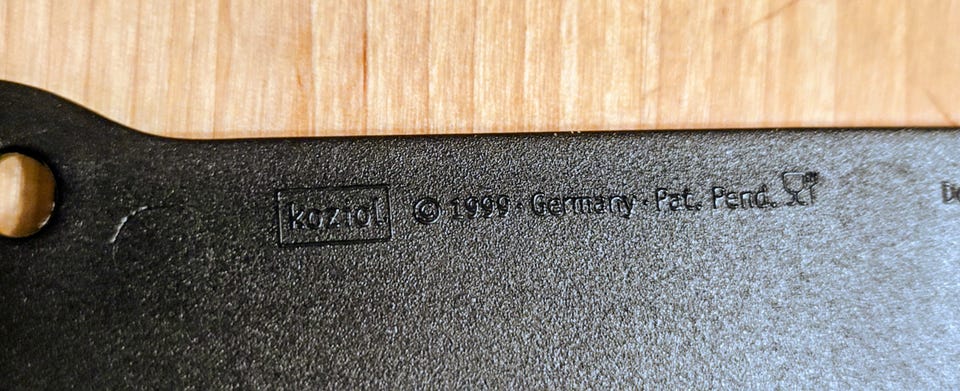 koziol © 1999 · Germany · Pat. Pend.